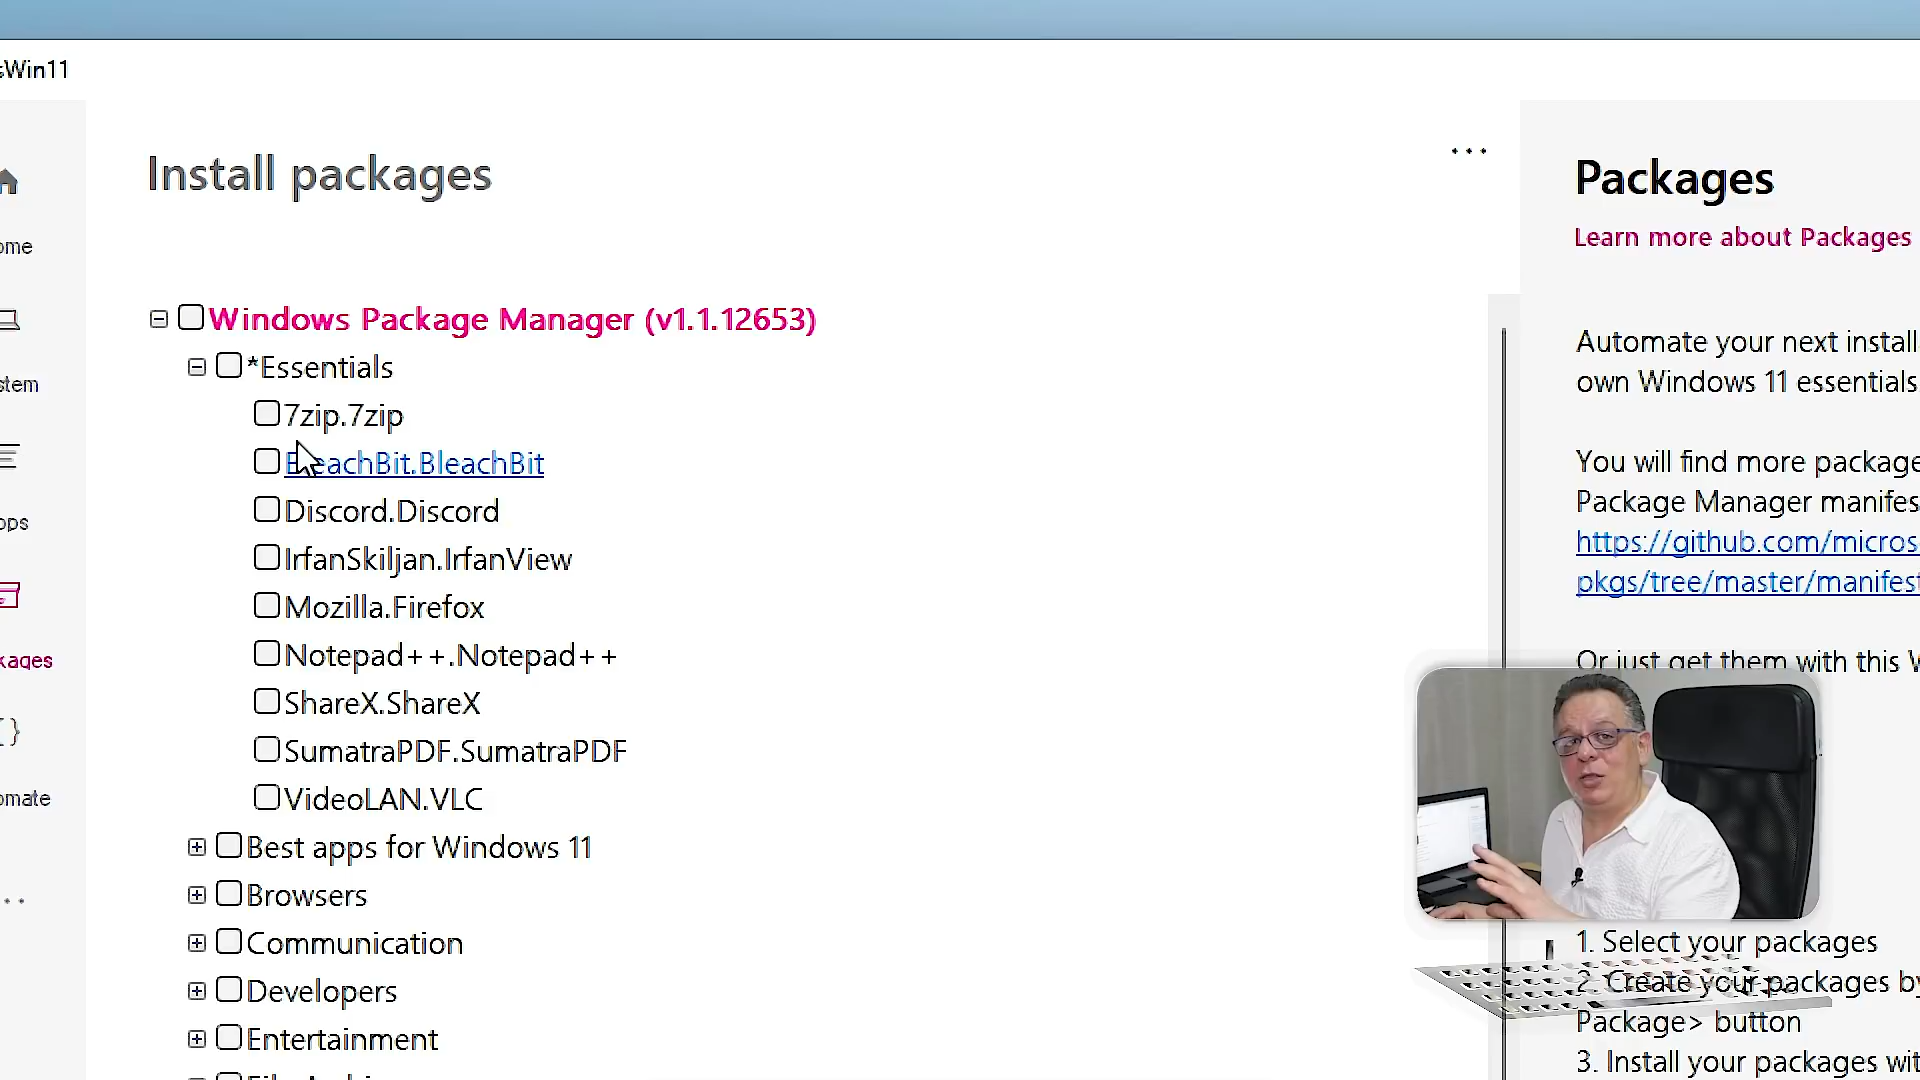 sWin11
Install packages
...
Windows Package Manager (v1.1.12653)
*Essentials
7zip.7zip
BleachBit.BleachBit
Discord.Discord
IrfanSkiljan.IrfanView
Mozilla.Firefox
Notepad++.Notepad++
ShareX.ShareX
SumatraPDF.SumatraPDF
VideoLAN.VLC
Best apps for Windows 11
Browsers
Communication
Developers
Entertainment
ome
stem
ops
kages
omate
Packages
Learn more about Packages
Automate your next install
own Windows 11 essentials
You will find more package
Package Manager manifes
https://github.com/micros
pkgs/tree/master/manifest
Or just get them with this W
1. Select your packages
2. Create your packages by
Package> button
3. Install your packages wit